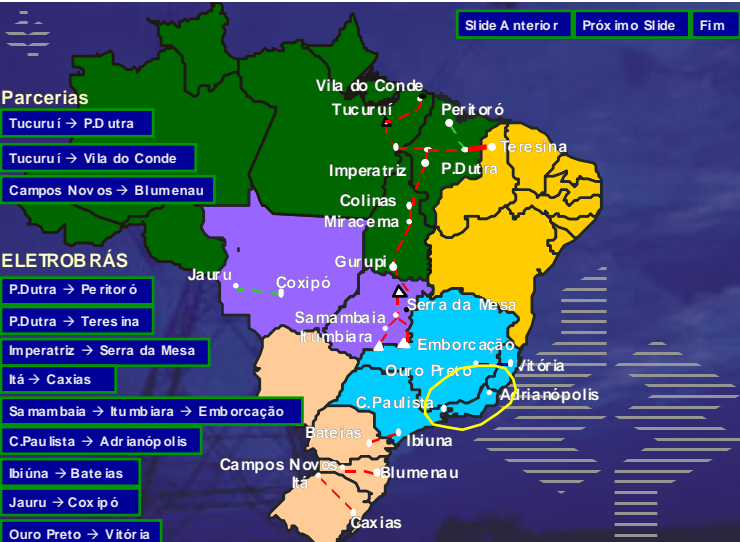 Slide Anterior
Próximo Slide
Fim
Parcerias
Tucuruí → P.Dutra
Tucuruí → Vila do Conde
Campos Novos → Blumenau
ELETROBRÁS
P.Dutra → Peritoró
P.Dutra → Teresina
Imperatriz → Serra da Mesa
Itá → Caxias
Samambaia → Itumbiara → Emborcação
C.Paulista → Adrianópolis
Ibiúna → Bateias
Jauru → Coxipó
Ouro Preto → Vitória
Vila do Conde
Tucuruí
Peritoró
Teresina
Imperatriz
P.Dutra
Colinas
Miracema
Gurupi
Jauru
Coxipó
Serra da Mesa
Samambaia
Itumbiara
Emborcação
Ouro Preto
Vitória
Adrianópolis
C.Paulista
Bateias
Ibiuna
Campos Novos
Itá
Blumenau
Caxias